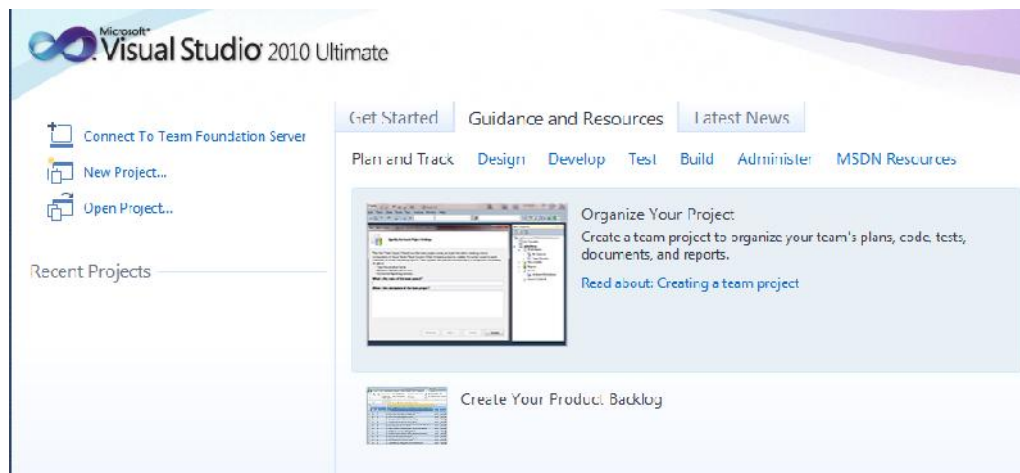 Microsoft®
Visual Studio® 2010 Ultimate
Connect To Team Foundation Server
New Project...
Open Project...
Recent Projects
Get Started Guidance and Resources Latest News
Plan and Track Design Develop Test Build Administer MSDN Resources
Organize Your Project
Create a team project to organize your team's plans, code, tests,
documents, and reports.
Read about: Creating a team project
Create Your Product Backlog